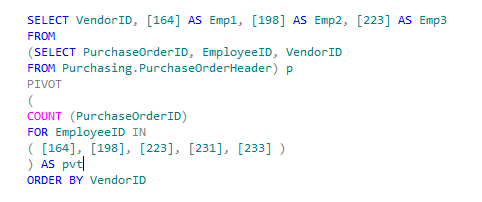 SELECT VendorID, [164] AS Emp1, [198] AS Emp2, [223] AS Emp3
FROM
(SELECT PurchaseOrderID, EmployeeID, VendorID
FROM Purchasing.PurchaseOrderHeader) p
PIVOT
(
COUNT (PurchaseOrderID)
FOR EmployeeID IN
( [164], [198], [223], [231], [233] )
) AS pvt
ORDER BY VendorID